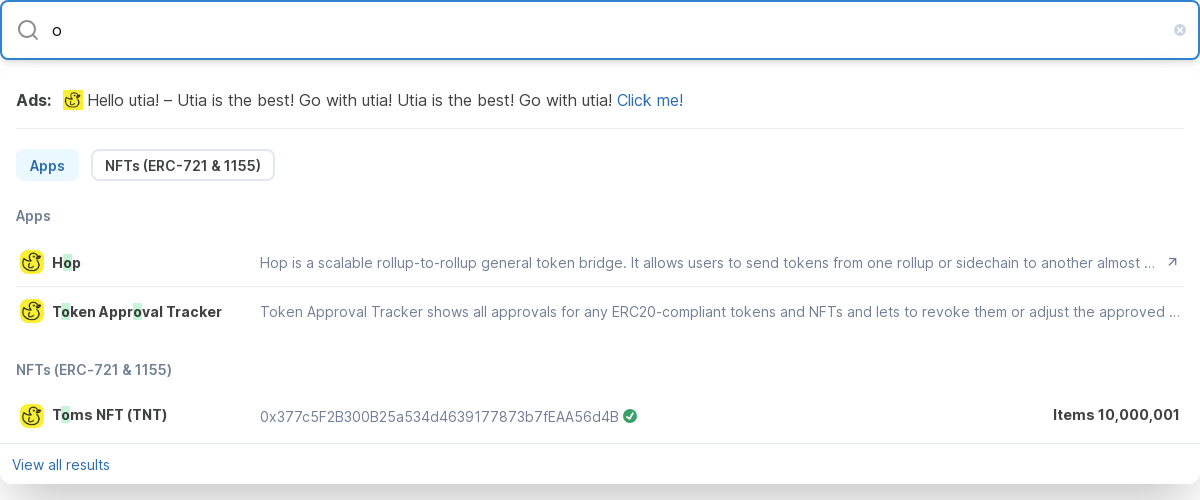 o
Ads: Hello utia! – Utia is the best! Go with utia! Utia is the best! Go with utia! Click me!
Apps NFTs (ERC-721 & 1155)
Apps
Hop Hop is a scalable rollup-to-rollup general token bridge. It allows users to send tokens from one rollup or sidechain to another almost ...
Token Approval Tracker Token Approval Tracker shows all approvals for any ERC20-compliant tokens and NFTs and lets to revoke them or adjust the approved ...
NFTs (ERC-721 & 1155)
Toms NFT (TNT) 0x377c5F2B300B25a534d4639177873b7fEAA56d4B Items 10,000,001
View all results